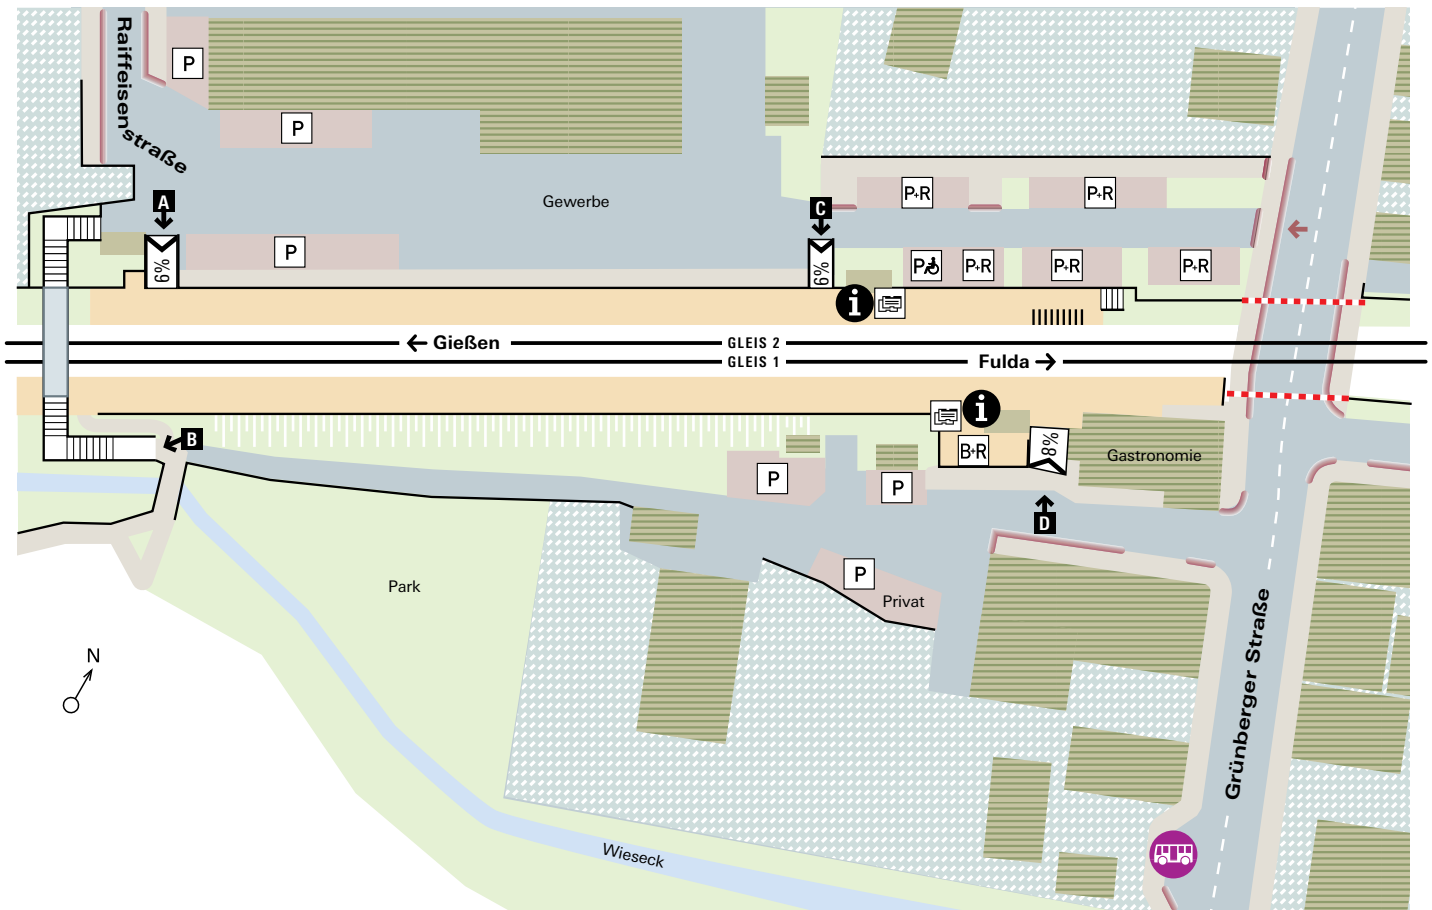 Raiffeisenstraße
P
P
A
Gewerbe
P+R
P+R
C
P
6%
6%
P
P+R
P+R
P+R
i
← Gießen
GLEIS 2
GLEIS 1
Fulda →
i
B
B+R
8%
Gastronomie
P
P
D
P
Privat
Park
Grünberger Straße
N
Wieseck